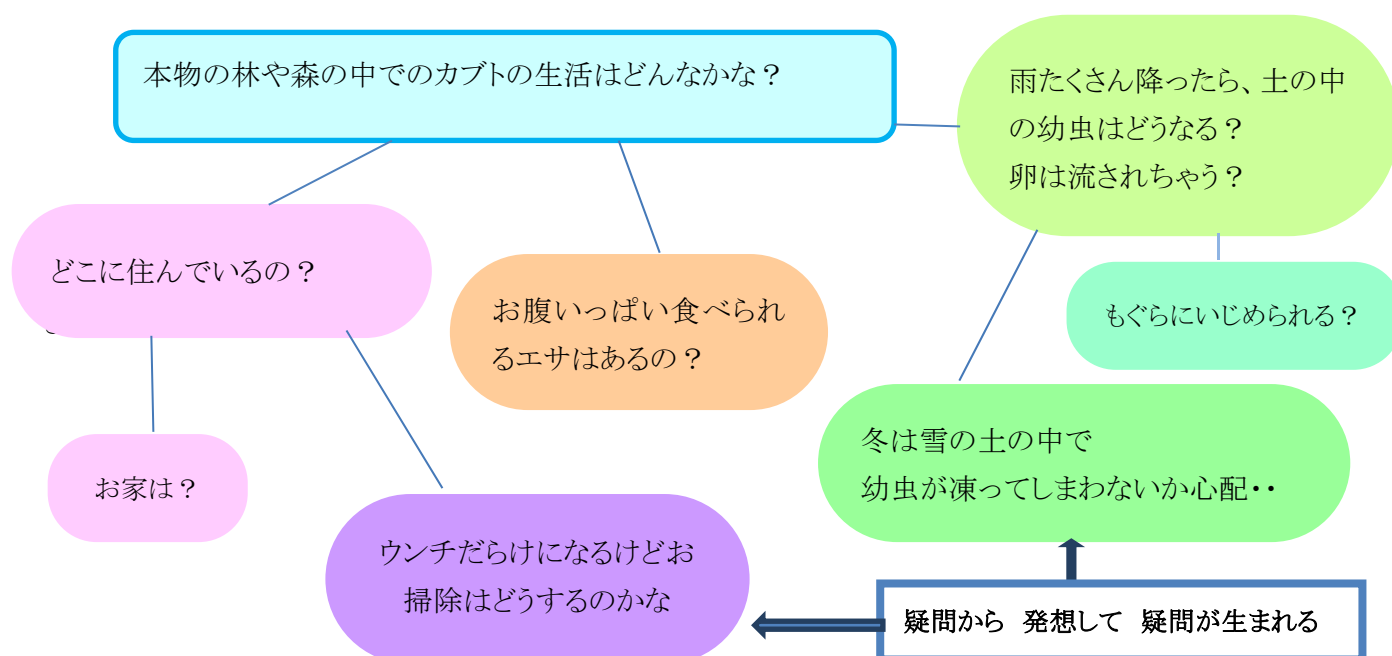 本物の林や森の中でのカブトの生活はどんなかな？
雨たくさん降ったら、土の中
の幼虫はどうなる？
卵は流されちゃう？
どこに住んでいるの？
お腹いっぱい食べられ
るエサはあるの？
もぐらにいじめられる？
お家は？
冬は雪の土の中で
幼虫が凍ってしまわないか心配・・
ウンチだらけになるけどお
掃除はどうするのかな
疑問から 発想して 疑問が生まれる